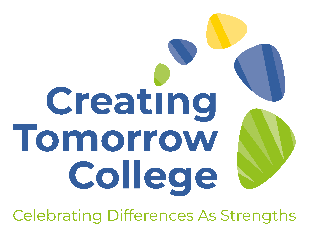 Creating
Tomorrow
College
Celebrating Differences As Strengths